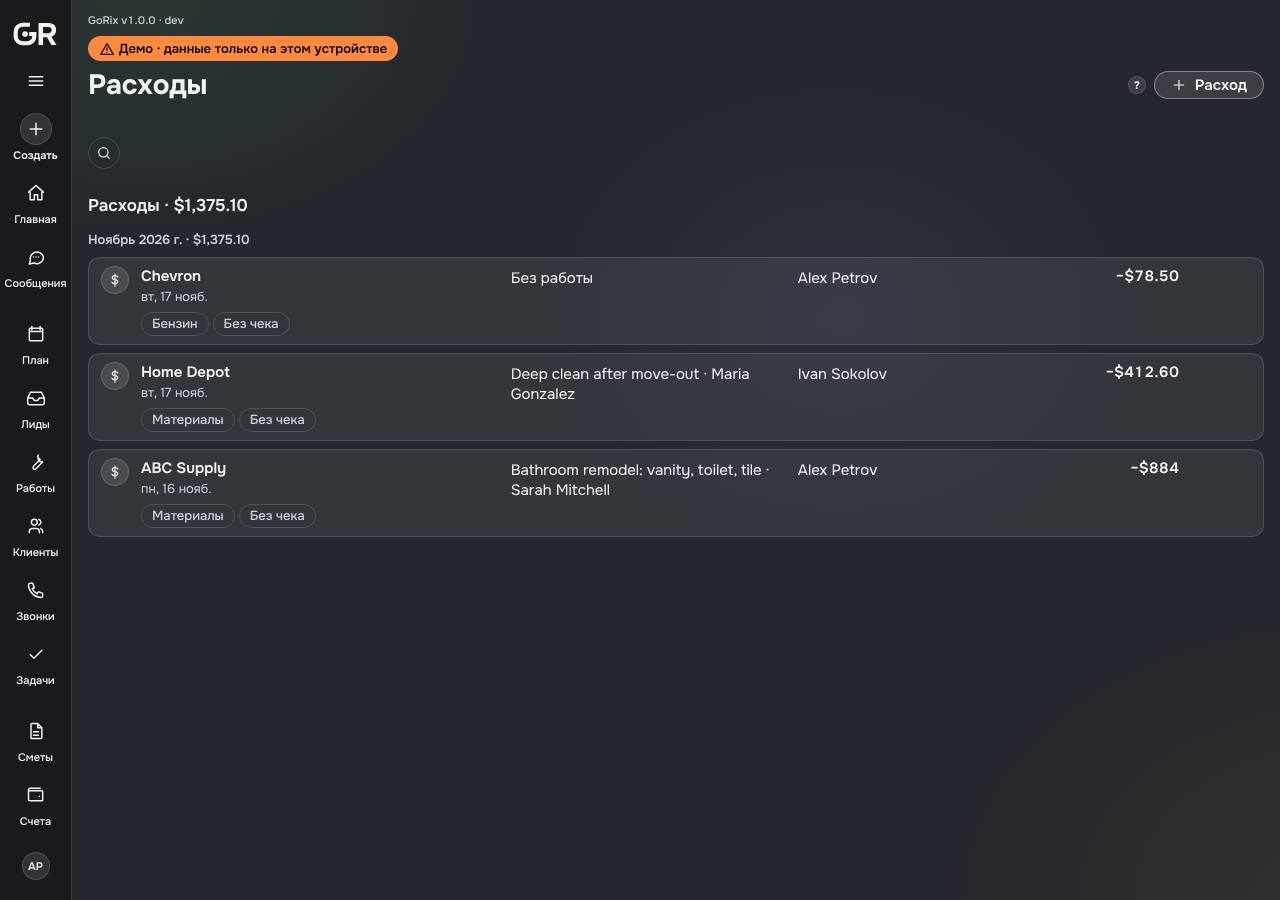 GR
GoRix v1.0.0 · dev
Демо · данные только на этом устройстве
Расходы
?
Расход
Создать
Главная
Сообщения
План
Лиды
Работы
Клиенты
Звонки
Задачи
Сметы
Счета
AP
Расходы · $1,375.10
Ноябрь 2026 г. · $1,375.10
$
Chevron
вт, 17 нояб.
Бензин
Без чека
Без работы
Alex Petrov
−$78.50
$
Home Depot
вт, 17 нояб.
Материалы
Без чека
Deep clean after move-out · Maria
Gonzalez
Ivan Sokolov
−$412.60
$
ABC Supply
пн, 16 нояб.
Материалы
Без чека
Bathroom remodel: vanity, toilet, tile ·
Sarah Mitchell
Alex Petrov
−$884